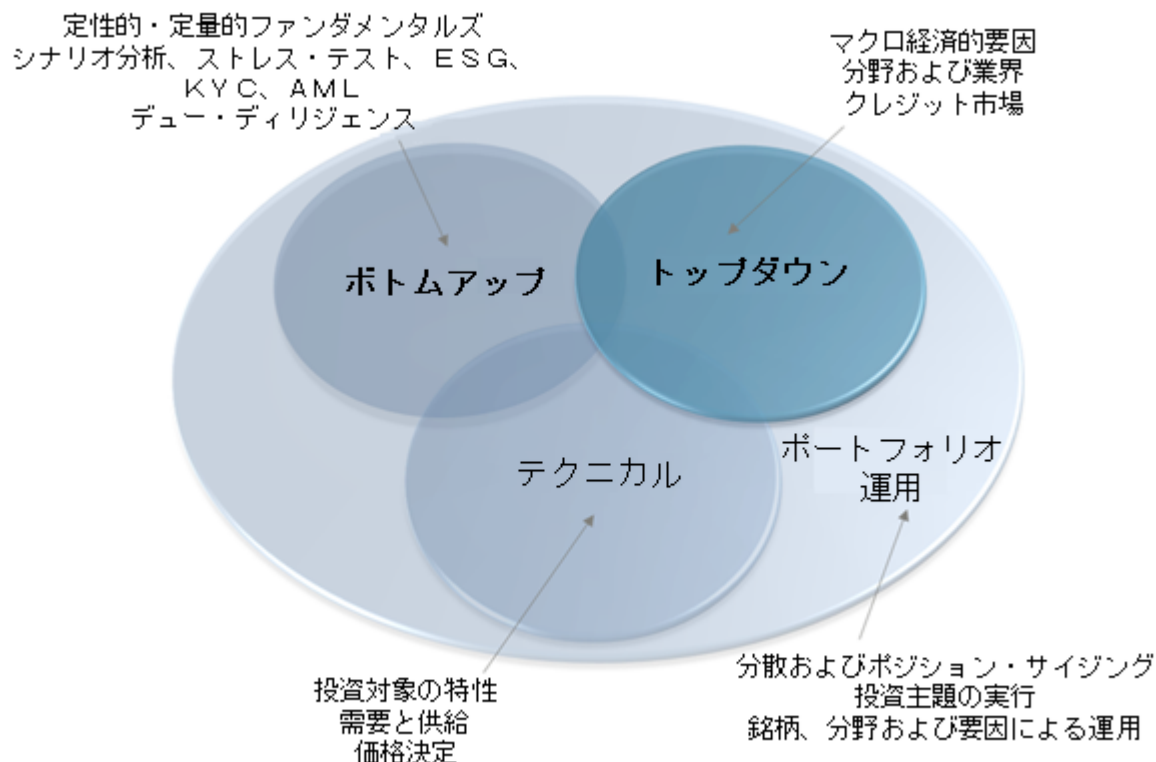 定性的・定量的ファンダメンタルズ
シナリオ分析、ストレス・テスト、ＥＳＧ、
ＫＹＣ、ＡＭＬ
デュー・ディリジェンス
マクロ経済的要因
分野および業界
クレジット市場
ボトムアップ
トップダウン
テクニカル
ポートフォリオ
運用
投資対象の特性
需要と供給
価格決定
分散およびポジション・サイジング
投資主題の実行
銘柄、分野および要因による運用